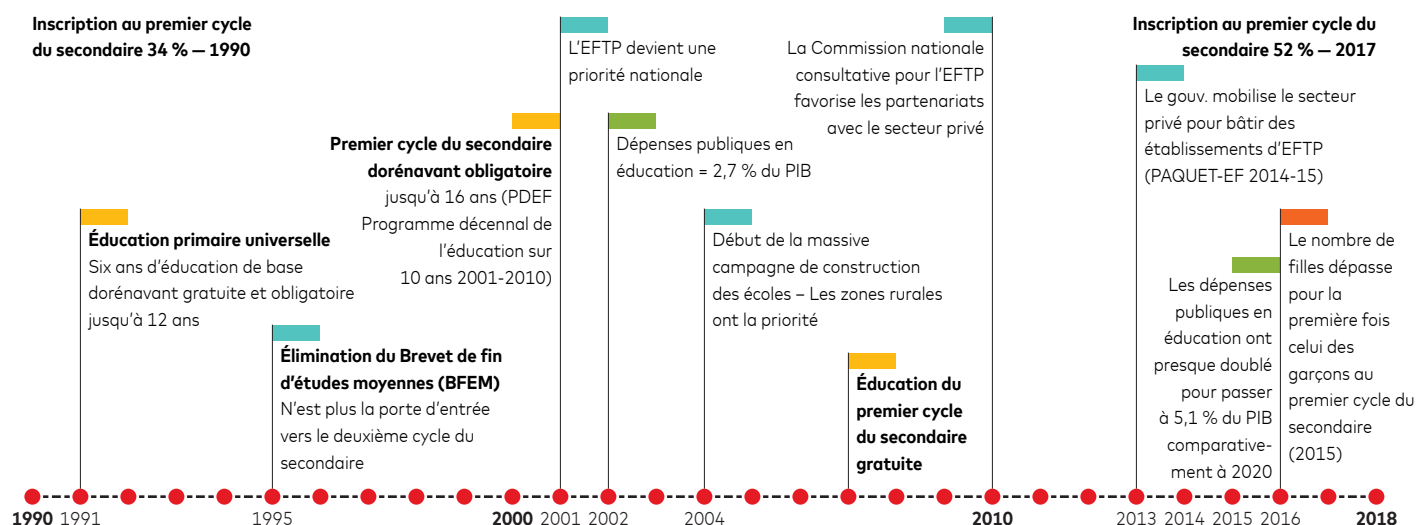 Inscription au premier cycle
du secondaire 34 % — 1990
Éducation primaire universelle
Six ans d'éducation de base
dorénavant gratuite et obligatoire
jusqu'à 12 ans
Élimination du Brevet de fin
d'études moyennes (BFEM)
N'est plus la porte d'entrée
vers le deuxième cycle du
secondaire
Premier cycle du secondaire
dorénavant obligatoire
jusqu'à 16 ans (PDEF
Programme décennal de
l'éducation sur
10 ans 2001-2010)
L'EFTP devient une
priorité nationale
Dépenses publiques en
éducation = 2,7 % du PIB
Début de la massive
campagne de construction
des écoles – Les zones rurales
ont la priorité
Éducation du
premier cycle
du secondaire
gratuite
La Commission nationale
consultative pour l'EFTP
favorise les partenariats
avec le secteur privé
Inscription au premier cycle du
secondaire 52 % — 2017
Le gouv. mobilise le secteur
privé pour bâtir des
établissements d'EFTP
(PAQUET-EF 2014-15)
Les dépenses
publiques en
éducation ont
presque doublé
pour passer
à 5,1 % du PIB
comparative-
ment à 2020
Le nombre de
filles dépasse
pour la
première fois
celui des
garçons au
premier cycle du
secondaire
(2015)
1990 1991 1995 2000 2001 2002 2004 2010 2013 2014 2015 2016 2018